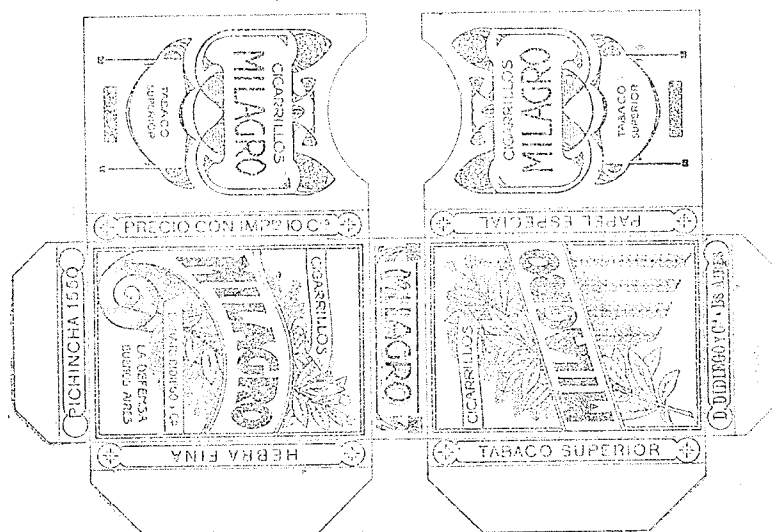 CIGARRILLOS
MILAGRO
TABACO
SUPERIOR
CIGARRILLOS
MILAGRO
TABACO
SUPERIOR
PRECIO CON IMP
PAPEL ESPECIAL
PICHINCHA 1550
CIGARRILLOS
MILAGRO
LA DEFENSA
BUENOS AIRES
MILAGRO
CIGARRILLOS
MILAGRO
D. DIDIEGO Y Cª - Bs AIRES
HEBRA FINA
TABACO SUPERIOR